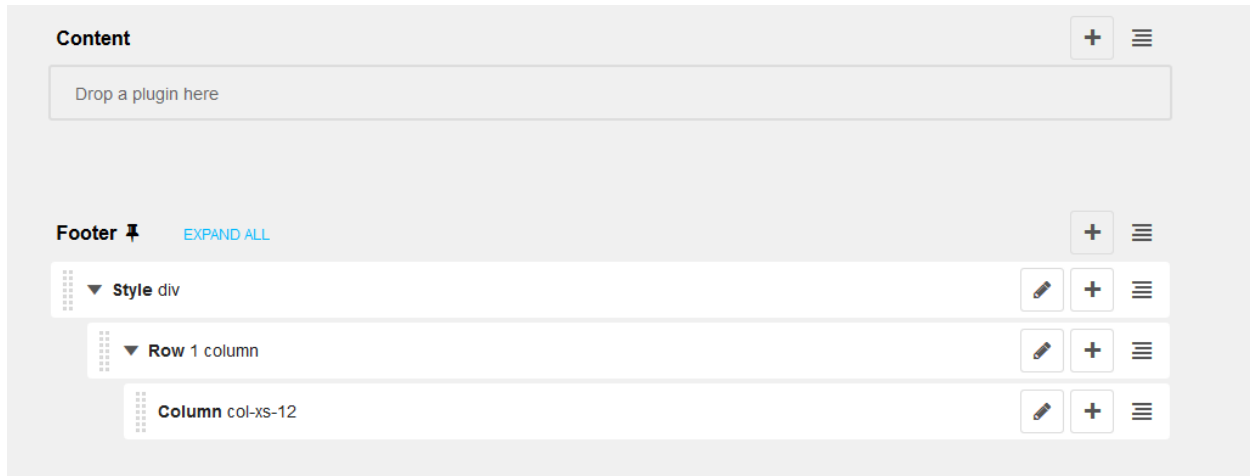 Content
Drop a plugin here
Footer EXPAND ALL
Style div
Row 1 column
Column col-xs-12